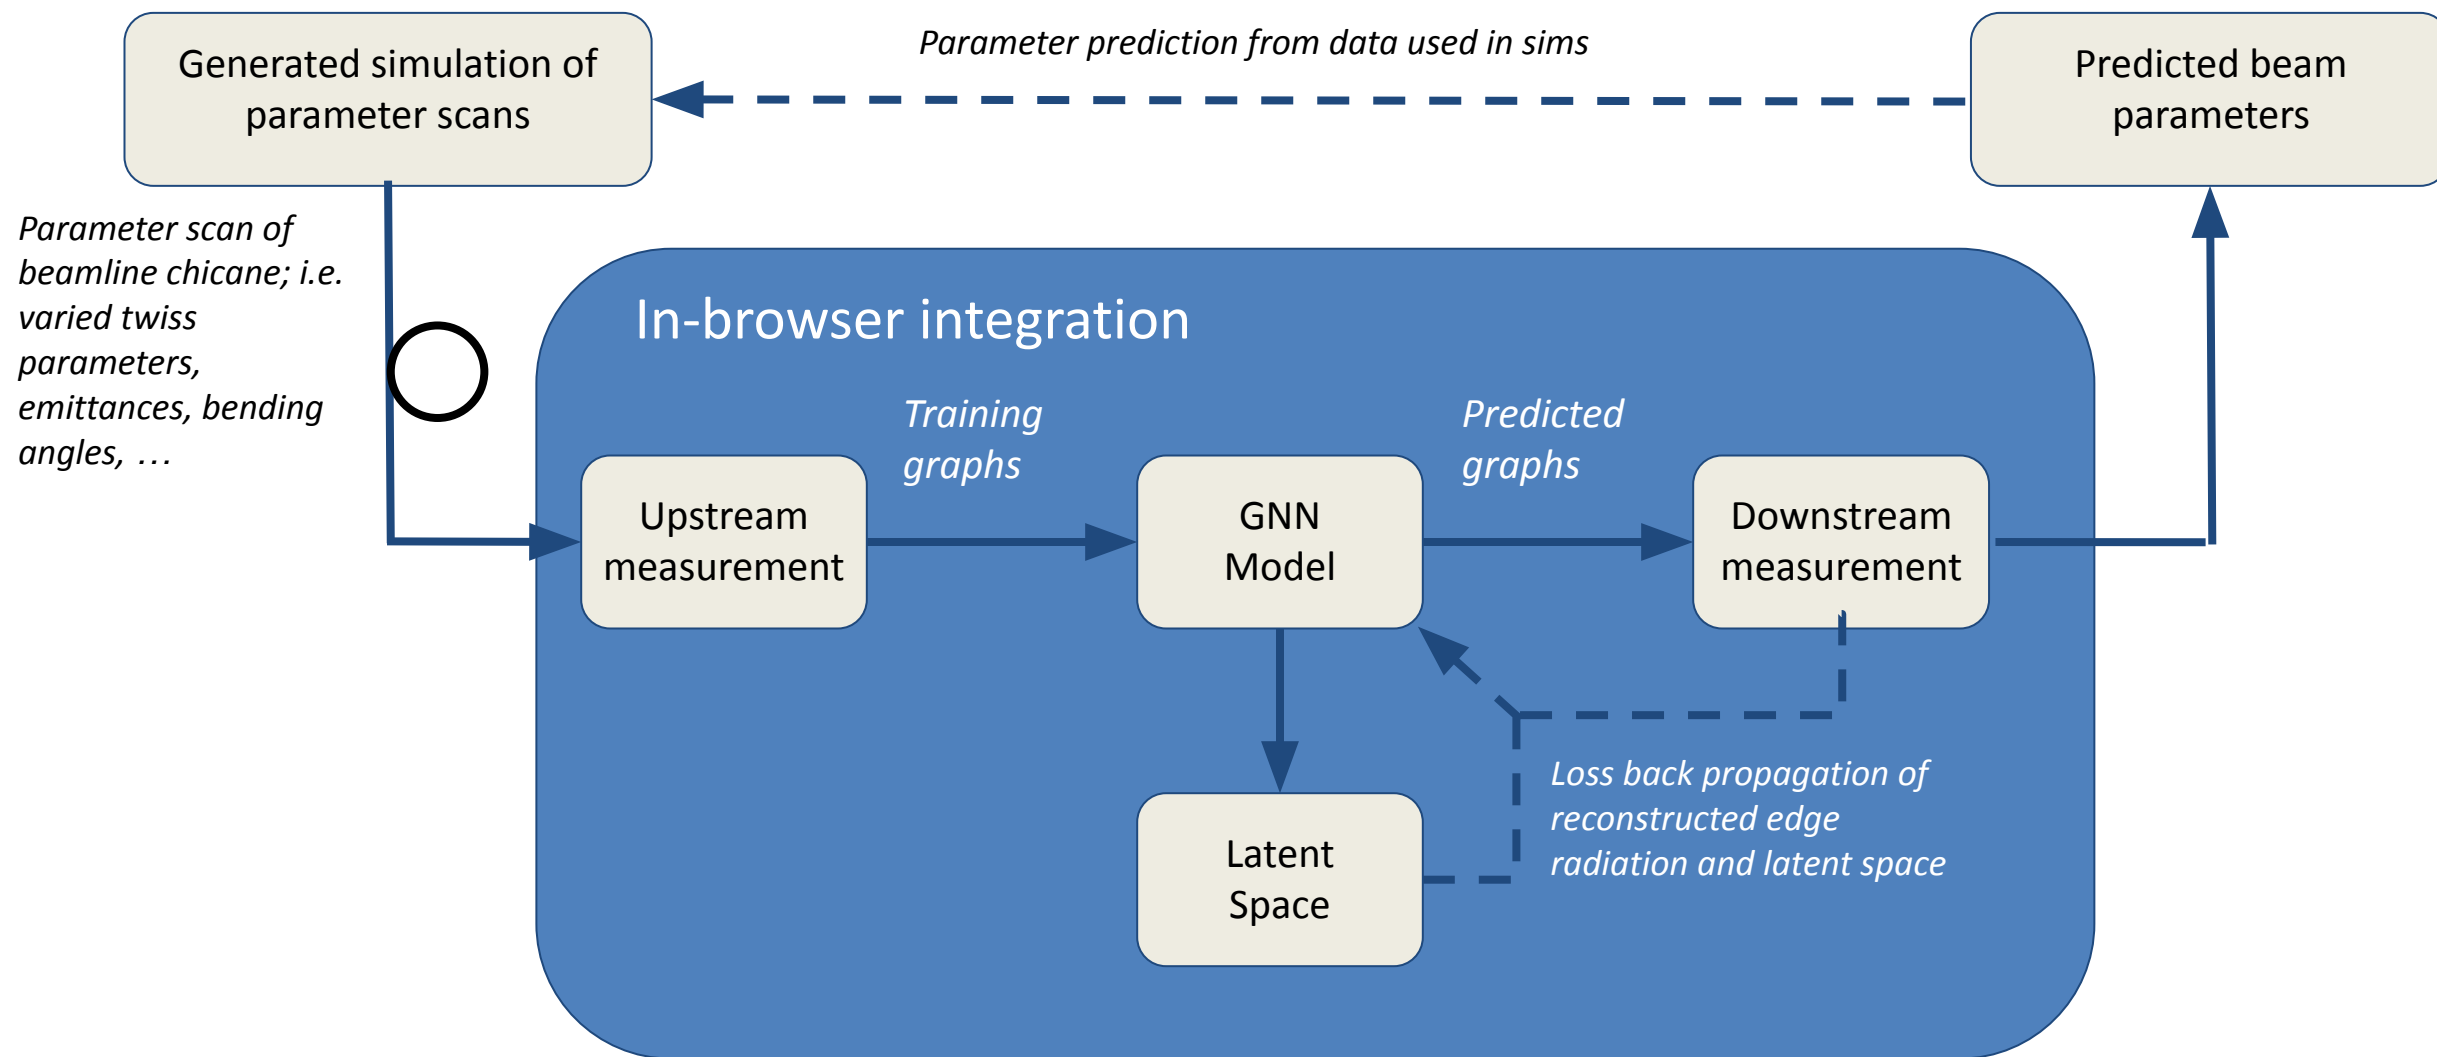 Generated simulation of
parameter scans
Parameter prediction from data used in sims
Predicted beam
parameters
Parameter scan of
beamline chicane; i.e.
varied twiss
parameters,
emittances, bending
angles, …
In-browser integration
Training
graphs
Predicted
graphs
Upstream
measurement
GNN
Model
Downstream
measurement
Loss back propagation of
reconstructed edge
radiation and latent space
Latent
Space